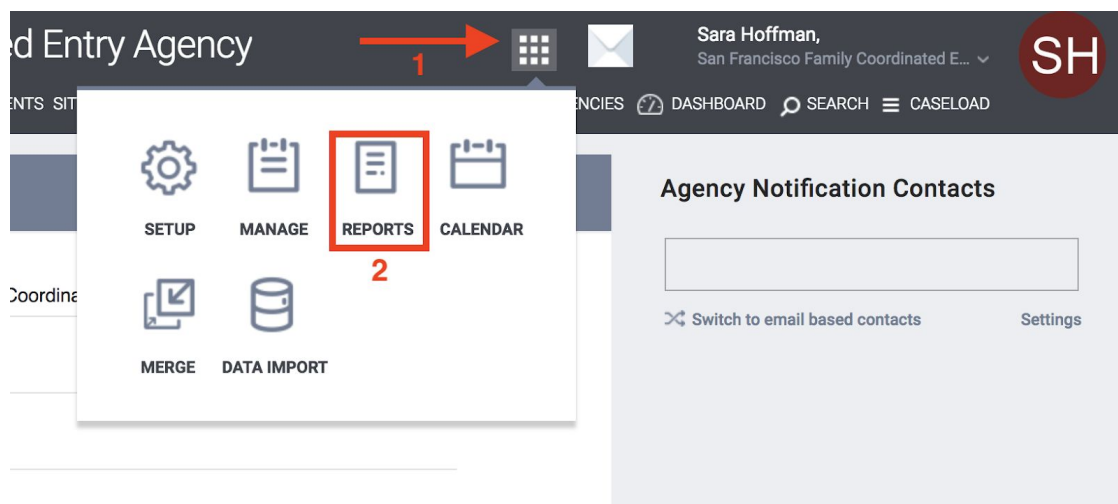 ed Entry Agency
1
Sara Hoffman,
San Francisco Family Coordinated E...
SH
ENTS SIT
NCIES DASHBOARD SEARCH CASELOAD
SETUP MANAGE REPORTS CALENDAR
2
MERGE DATA IMPORT
Coordina
Agency Notification Contacts
Switch to email based contacts Settings